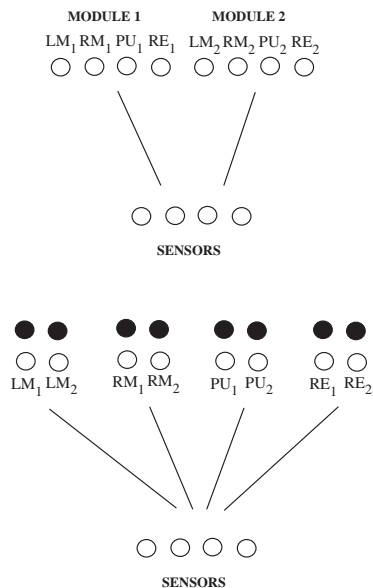 MODULE 1 MODULE 2
LM₁ RM₁ PU₁ RE₁ LM₂ RM₂ PU₂ RE₂
SENSORS
LM₁ LM₂ RM₁ RM₂ PU₁ PU₂ RE₁ RE₂
SENSORS